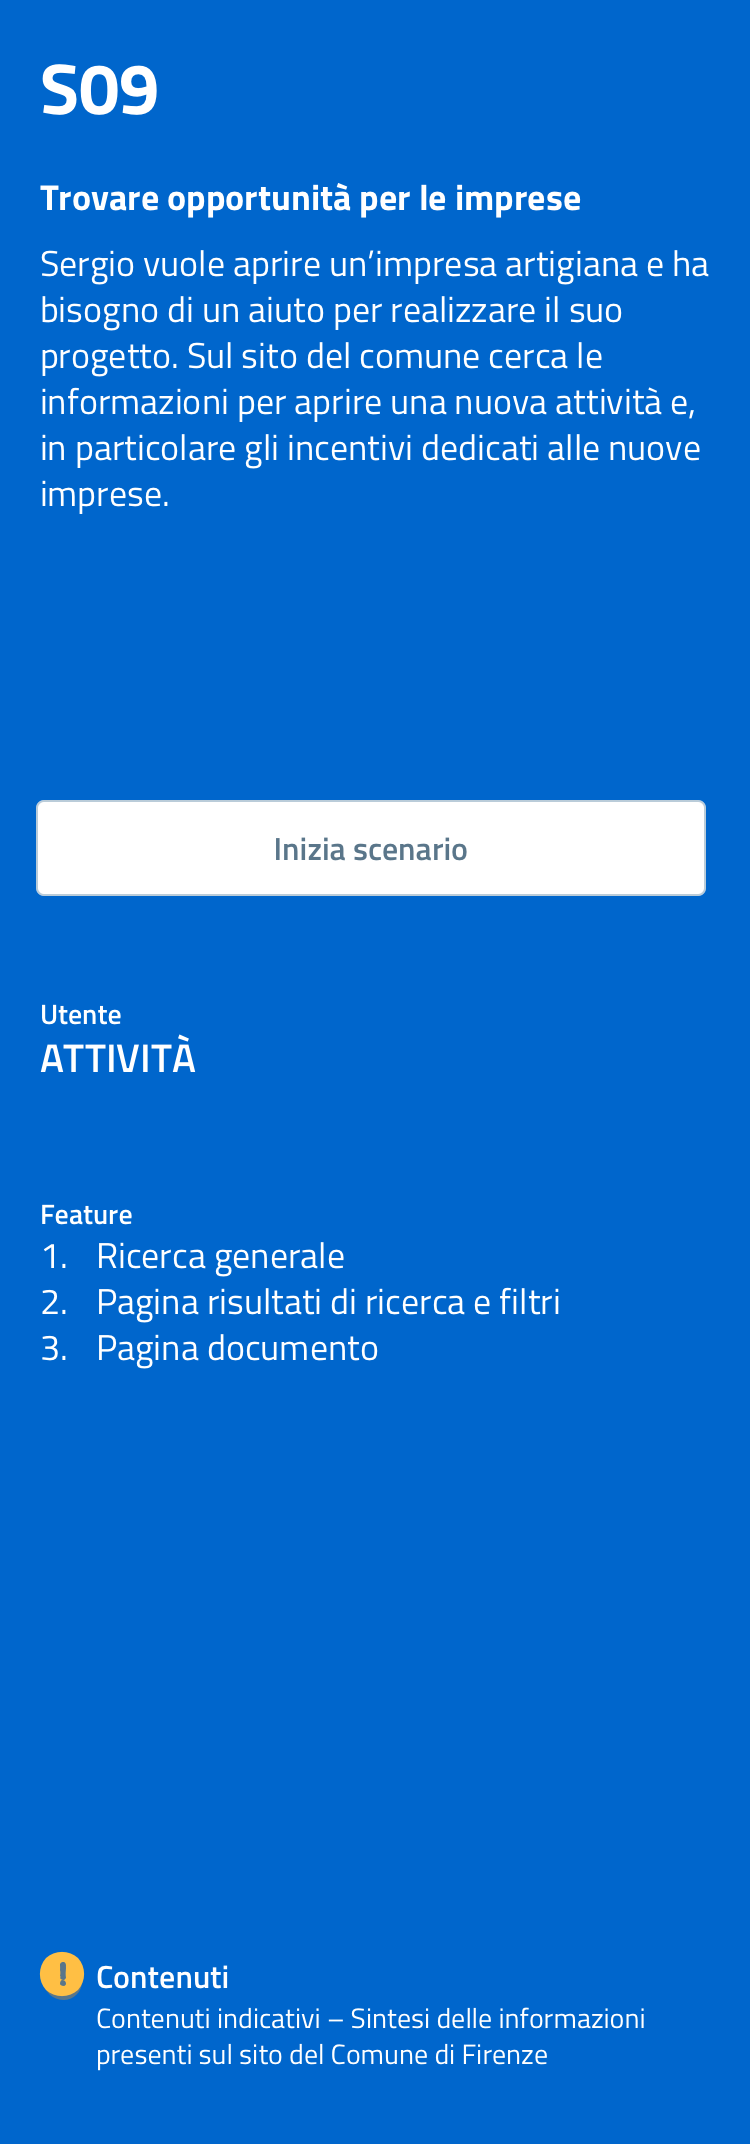 S09
Trovare opportunità per le imprese
Sergio vuole aprire un’impresa artigiana e ha
bisogno di un aiuto per realizzare il suo
progetto. Sul sito del comune cerca le
informazioni per aprire una nuova attività e,
in particolare gli incentivi dedicati alle nuove
imprese.
Inizia scenario
Utente
ATTIVITÀ
Feature
1. Ricerca generale
2. Pagina risultati di ricerca e filtri
3. Pagina documento
Contenuti
Contenuti indicativi – Sintesi delle informazioni
presenti sul sito del Comune di Firenze